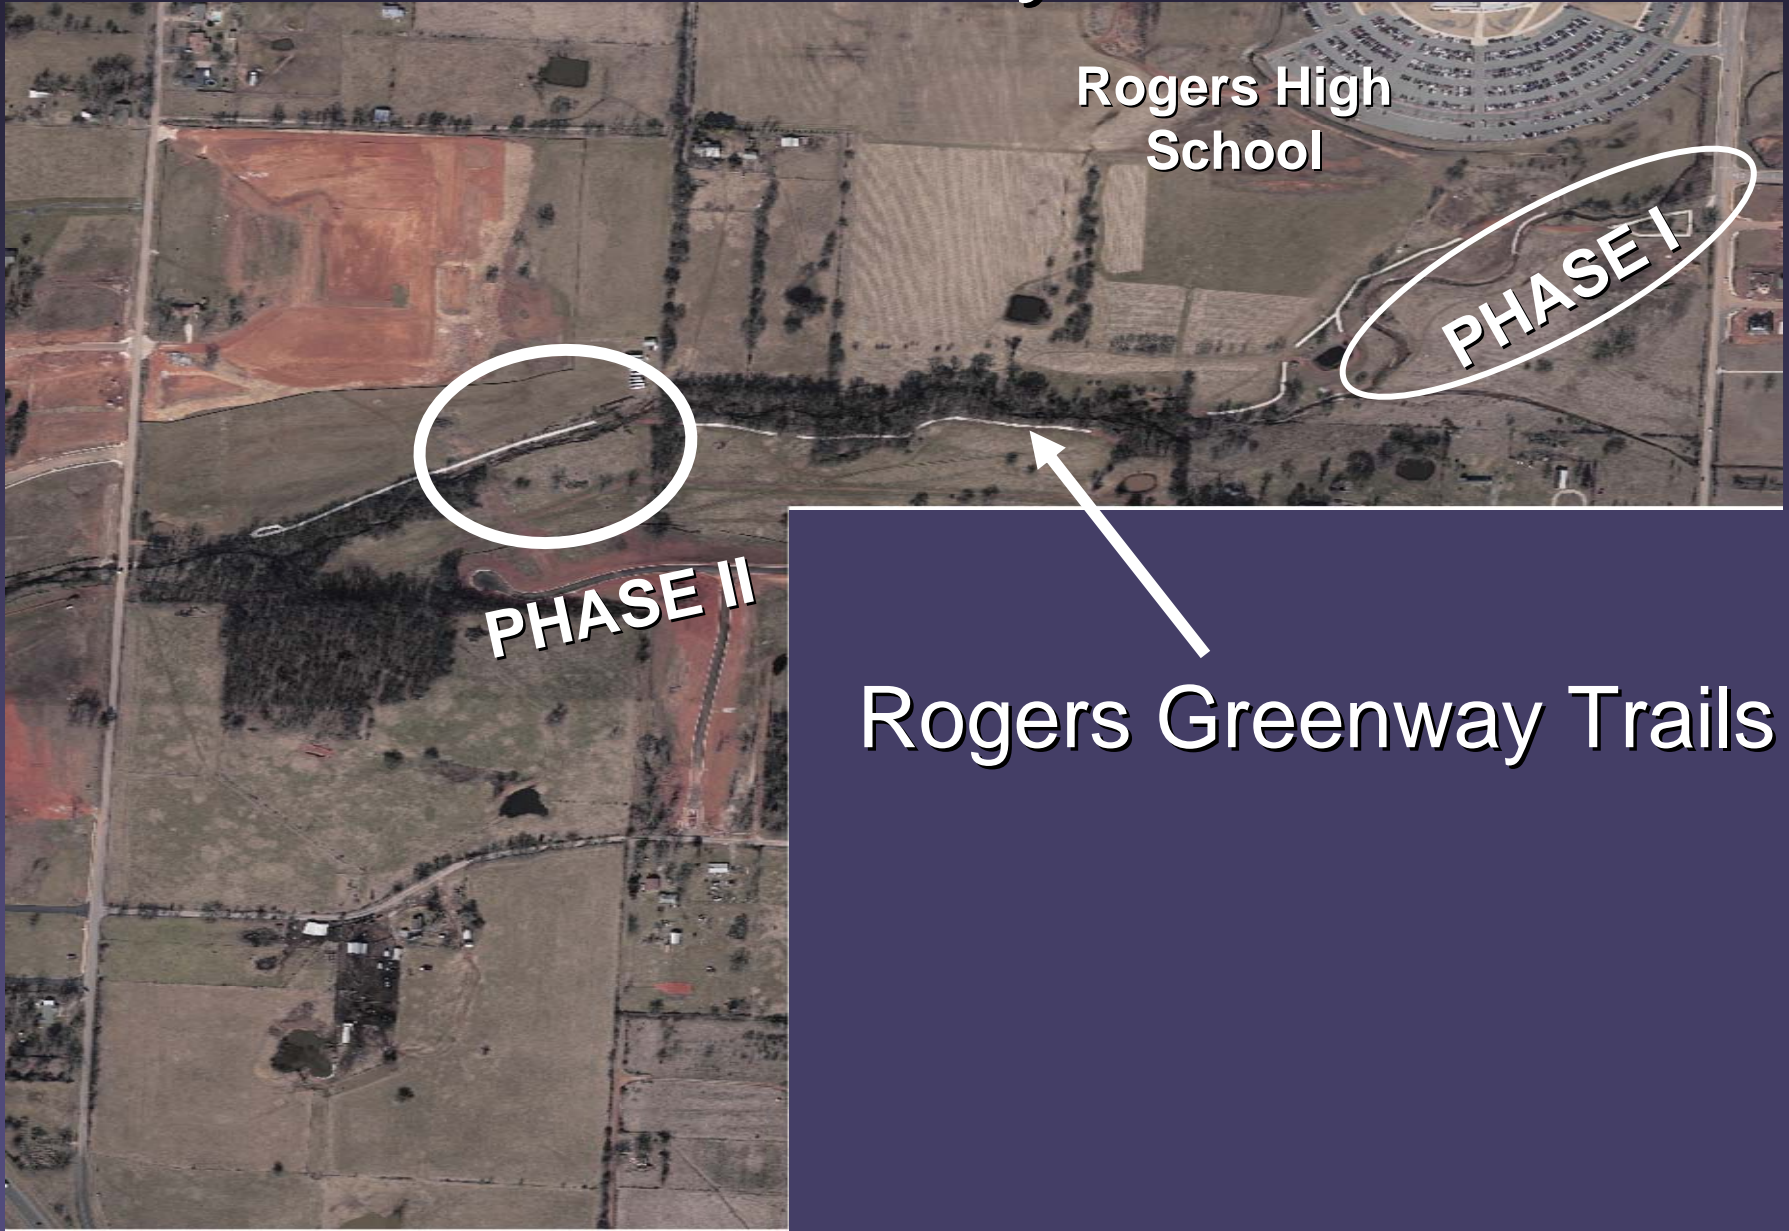 Rogers High
School
PHASE I
PHASE II
Rogers Greenway Trails